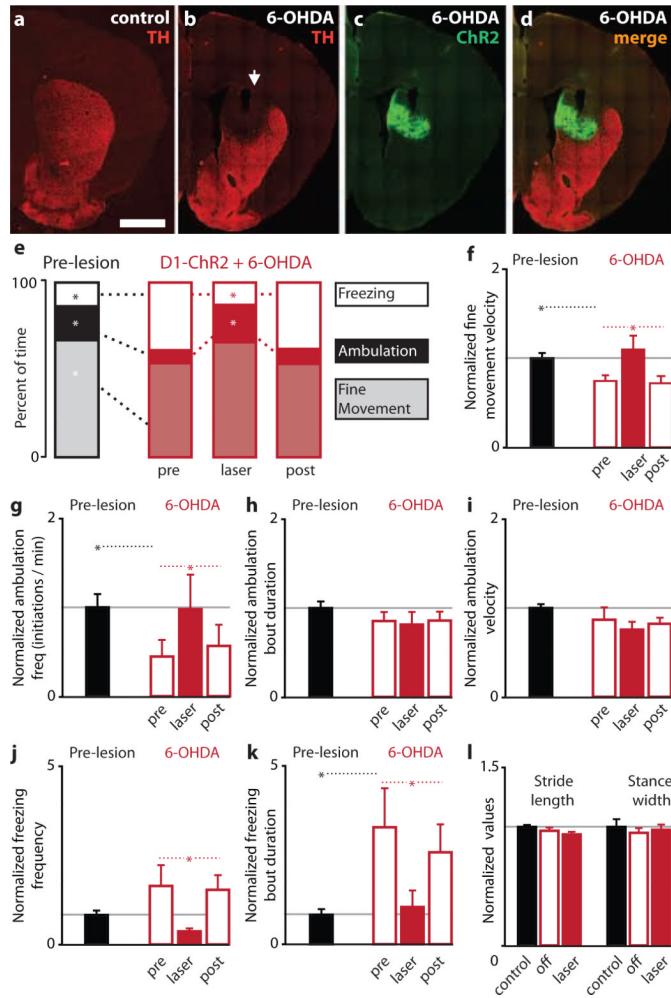 a
control
TH
b
6-OHDA
TH
c
6-OHDA
ChR2
d
6-OHDA
merge
e
Pre-lesion
D1-ChR2 + 6-OHDA
100
Percent of time
0
*
*
*
*
*
pre
laser
post
Freezing
Ambulation
Fine
Movement
f
Pre-lesion
6-OHDA
2
Normalized fine
movement velocity
0
*
*
pre
laser
post
g
Pre-lesion
6-OHDA
2
Normalized ambulation
freq (initiations / min)
0
*
*
pre
laser
post
h
Pre-lesion
6-OHDA
2
Normalized ambulation
bout duration
0
pre
laser
post
i
Pre-lesion
6-OHDA
2
Normalized ambulation
velocity
0
pre
laser
post
j
Pre-lesion
6-OHDA
5
Normalized freezing
frequency
0
*
pre
laser
post
k
Pre-lesion
6-OHDA
5
Normalized freezing
bout duration
0
*
*
pre
laser
post
l
1.5
Normalized values
0
Stride
length
Stance
width
control
off
laser
control
off
laser